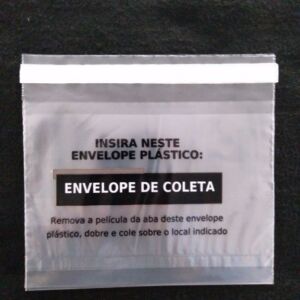 INSIRA NESTE
ENVELOPE PLÁSTICO:
ENVELOPE DE COLETA
Remova a película da aba deste envelope
plástico, dobre e cole sobre o local indicado